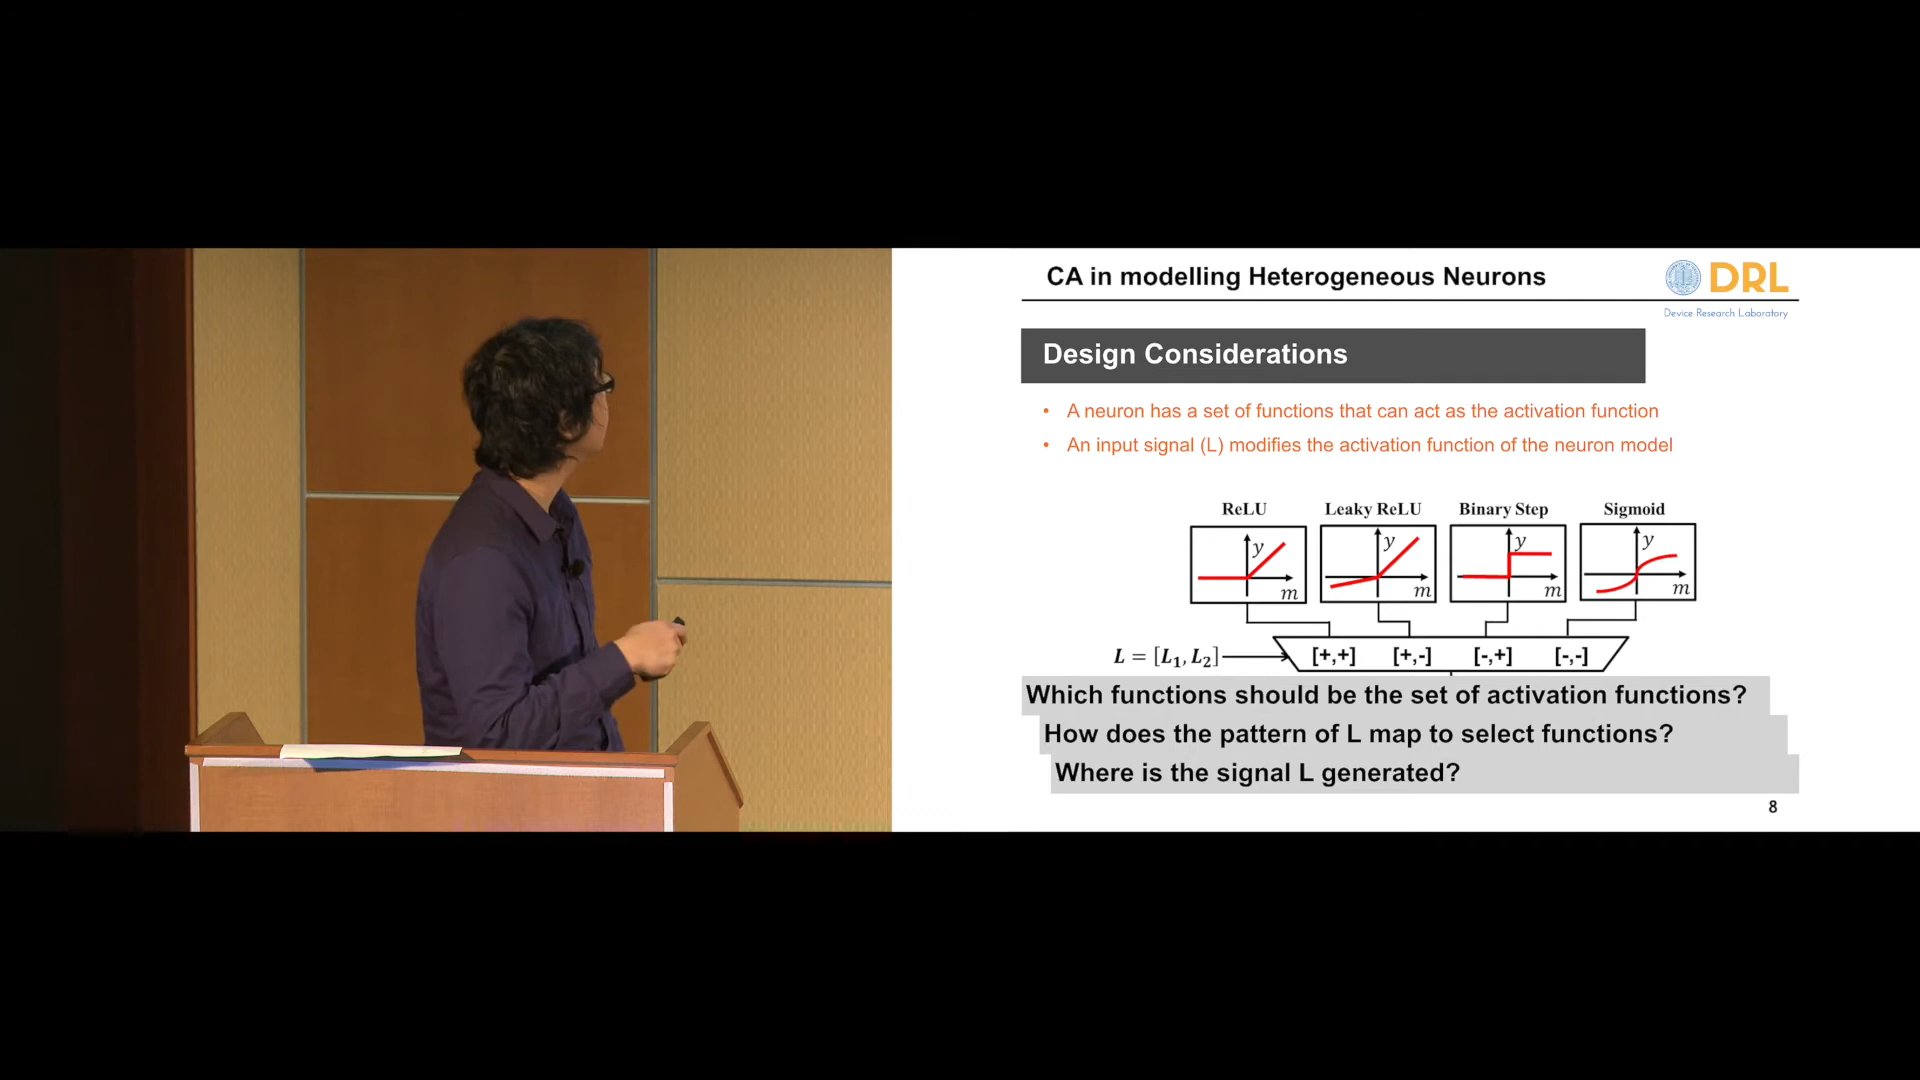 CA in modelling Heterogeneous Neurons
DRL
Device Research Laboratory
Design Considerations
• A neuron has a set of functions that can act as the activation function
• An input signal (L) modifies the activation function of the neuron model
ReLU Leaky ReLU Binary Step Sigmoid
y y y y
m m m m
L = [L₁, L₂] [+,+] [+,-] [-,+] [-,-]
Which functions should be the set of activation functions?
How does the pattern of L map to select functions?
Where is the signal L generated?
8